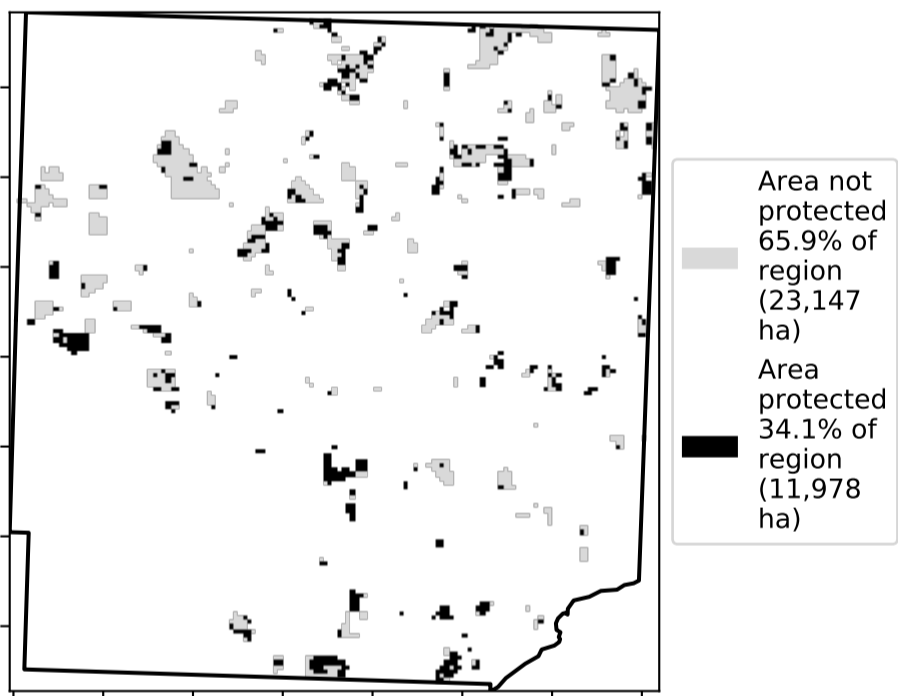 Area not
protected
65.9% of
region
(23,147
ha)
Area
protected
34.1% of
region
(11,978
ha)